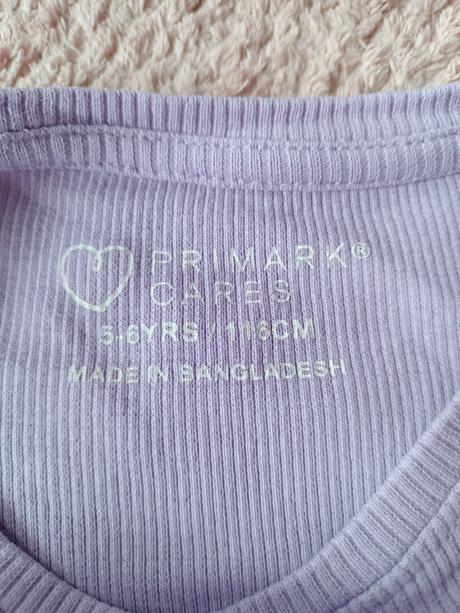 PRIMARK®
CARES
5-6YRS / 116CM
MADE IN BANGLADESH